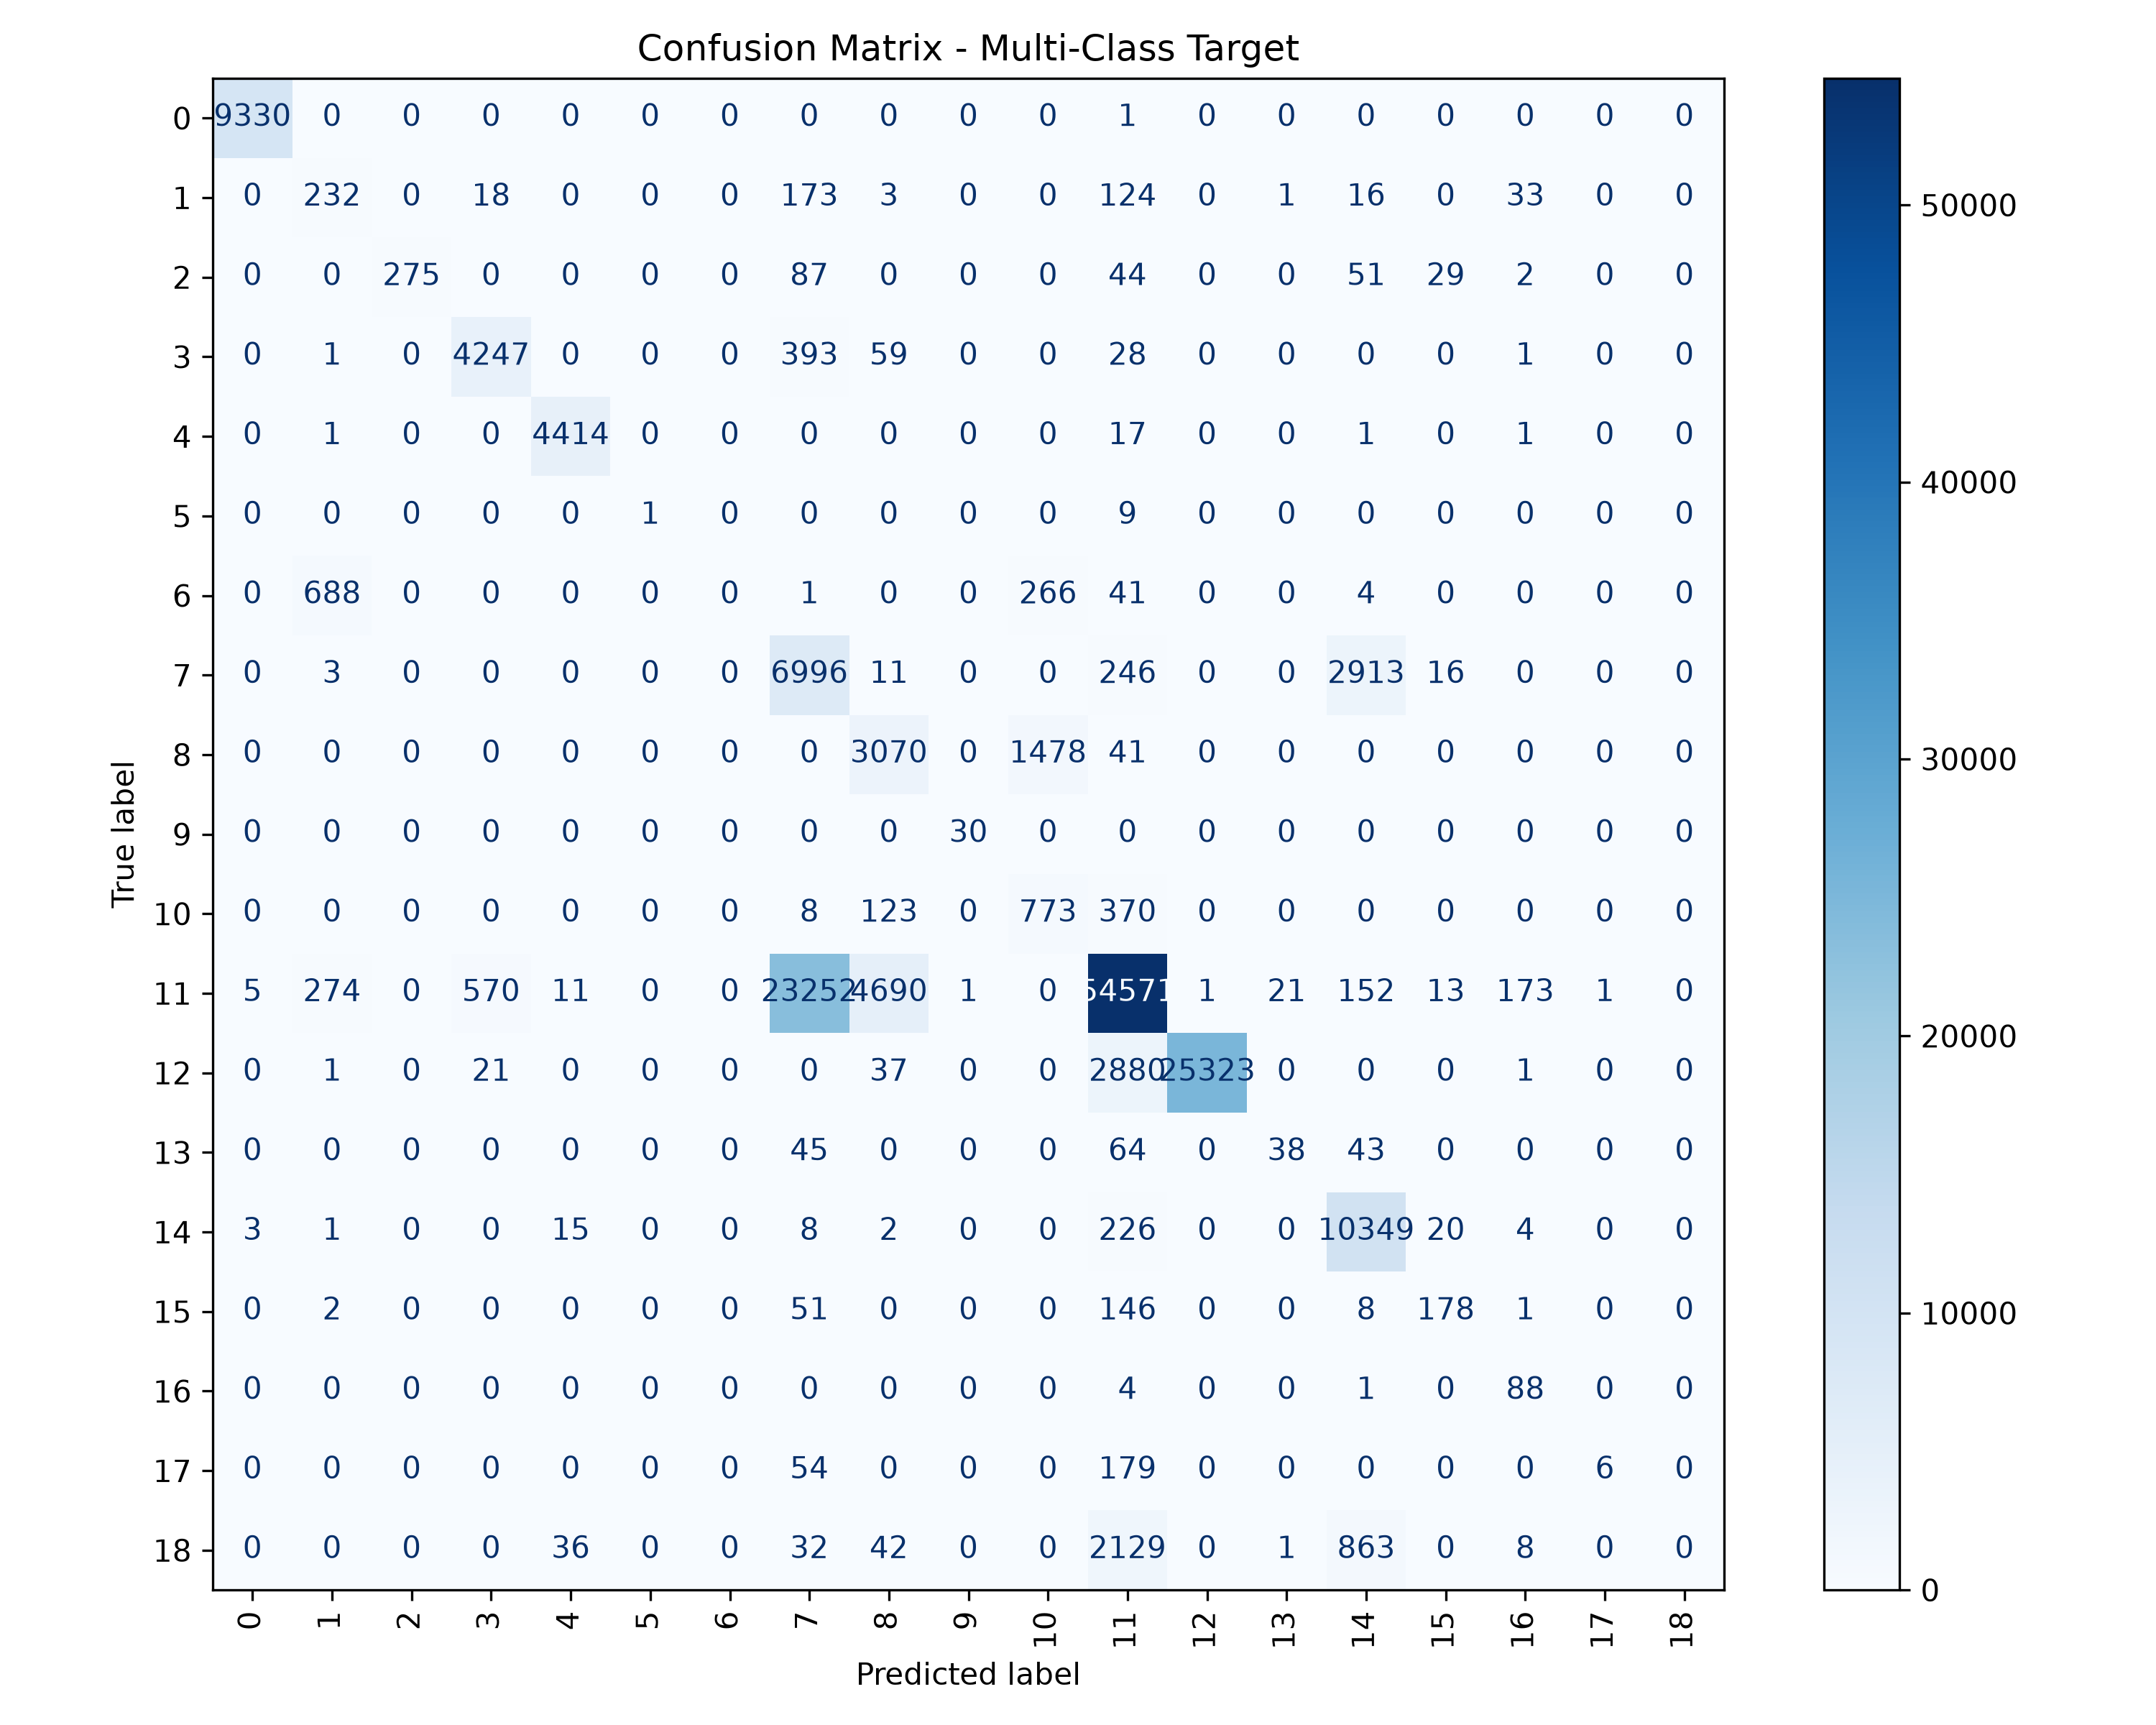 Confusion Matrix - Multi-Class Target
0 9330 0 0 0 0 0 0 0 0 0 0 1 0 0 0 0 0 0 0
1 0 232 0 18 0 0 0 173 3 0 0 124 0 1 16 0 33 0 0
2 0 0 275 0 0 0 0 87 0 0 0 44 0 0 51 29 2 0 0
3 0 1 0 4247 0 0 0 393 59 0 0 28 0 0 0 0 1 0 0
4 0 1 0 0 4414 0 0 0 0 0 0 17 0 0 1 0 1 0 0
5 0 0 0 0 0 1 0 0 0 0 0 9 0 0 0 0 0 0 0
6 0 688 0 0 0 0 0 1 0 0 266 41 0 0 4 0 0 0 0
7 0 3 0 0 0 0 0 6996 11 0 0 246 0 0 2913 16 0 0 0
8 0 0 0 0 0 0 0 0 3070 0 1478 41 0 0 0 0 0 0 0
9 0 0 0 0 0 0 0 0 0 30 0 0 0 0 0 0 0 0 0
10 0 0 0 0 0 0 0 8 123 0 773 370 0 0 0 0 0 0 0
11 5 274 0 570 11 0 0 23252 4690 1 0 54571 1 21 152 13 173 1 0
12 0 1 0 21 0 0 0 0 37 0 0 2880 25323 0 0 0 1 0 0
13 0 0 0 0 0 0 0 45 0 0 0 64 0 38 43 0 0 0 0
14 3 1 0 0 15 0 0 8 2 0 0 226 0 0 10349 20 4 0 0
15 0 2 0 0 0 0 0 51 0 0 0 146 0 0 8 178 1 0 0
16 0 0 0 0 0 0 0 0 0 0 0 4 0 0 1 0 88 0 0
17 0 0 0 0 0 0 0 54 0 0 0 179 0 0 0 0 0 6 0
18 0 0 0 0 36 0 0 32 42 0 0 2129 0 1 863 0 8 0 0
0 1 2 3 4 5 6 7 8 9 10 11 12 13 14 15 16 17 18
Predicted label
True label
50000
40000
30000
20000
10000
0